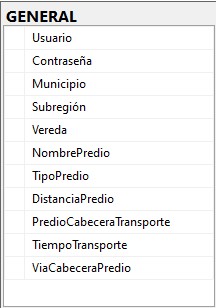 GENERAL
Usuario
Contraseña
Municipio
Subregión
Vereda
NombrePredio
TipoPredio
DistanciaPredio
PredioCabeceraTransporte
TiempoTransporte
ViaCabeceraPredio